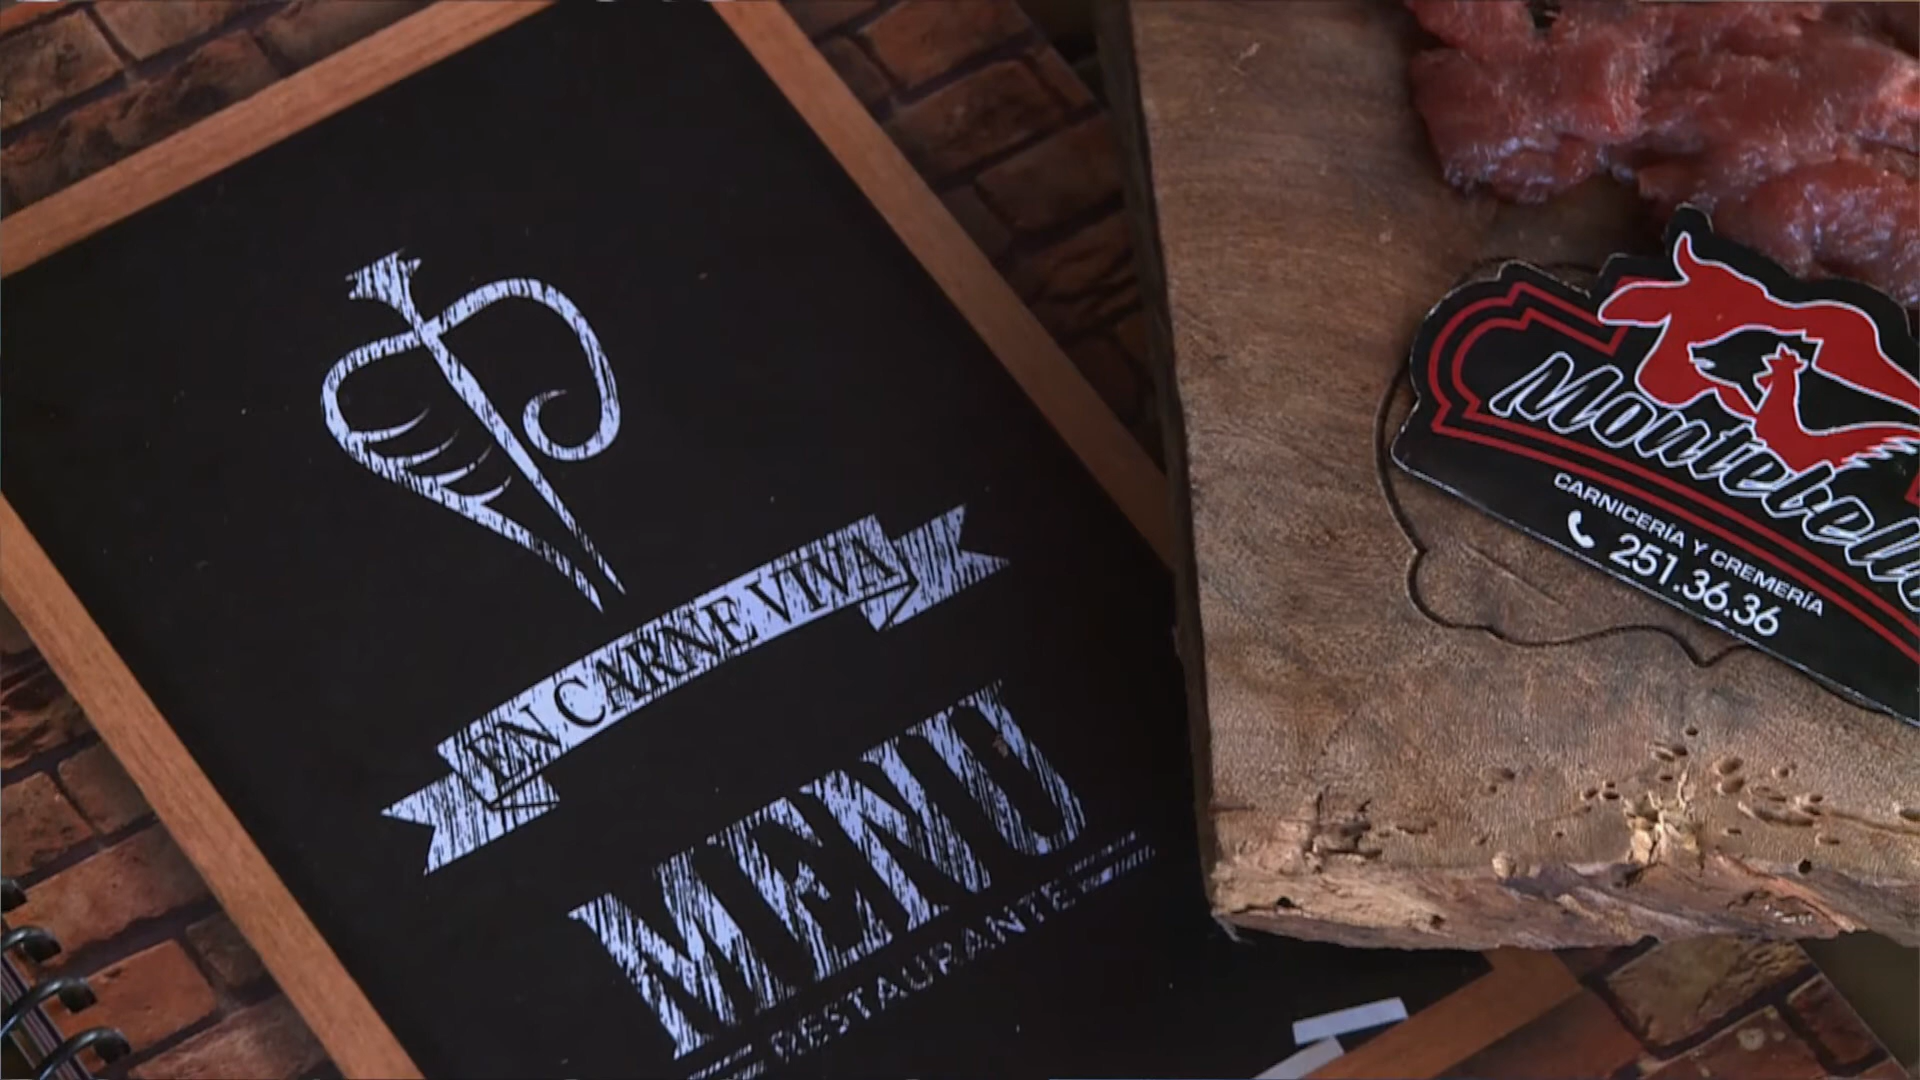 EN CARNE VIVA
MENU
RESTAURANTE
Montebello
CARNICERÍA Y CREMERÍA
251.36.36